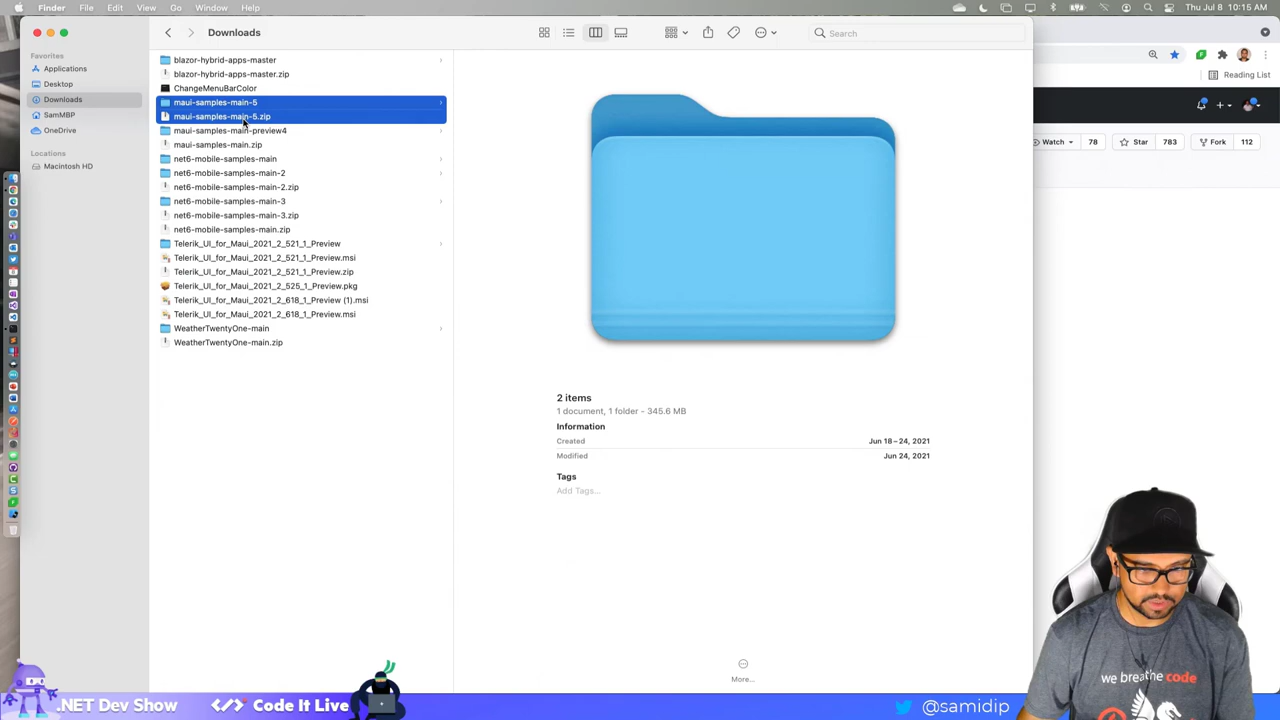 Finder File Edit View Go Window Help
Thu Jul 8 10:15 AM
Downloads
Search
Favorites
Applications
Desktop
Downloads
SamMBP
OneDrive
Locations
Macintosh HD
blazor-hybrid-apps-master
blazor-hybrid-apps-master.zip
ChangeMenuBarColor
maui-samples-main-5
maui-samples-main-5.zip
maui-samples-main-preview4
maui-samples-main.zip
net6-mobile-samples-main
net6-mobile-samples-main-2
net6-mobile-samples-main-2.zip
net6-mobile-samples-main-3
net6-mobile-samples-main-3.zip
net6-mobile-samples-main.zip
Telerik_UI_for_Maui_2021_2_521_1_Preview
Telerik_UI_for_Maui_2021_2_521_1_Preview.msi
Telerik_UI_for_Maui_2021_2_521_1_Preview.zip
Telerik_UI_for_Maui_2021_2_525_1_Preview.pkg
Telerik_UI_for_Maui_2021_2_618_1_Preview (1).msi
Telerik_UI_for_Maui_2021_2_618_1_Preview.msi
WeatherTwentyOne-main
WeatherTwentyOne-main.zip
2 items
1 document, 1 folder - 345.6 MB
Information
Created Jun 18 – 24, 2021
Modified Jun 24, 2021
Tags
Add Tags...
More...
Reading List
Watch 78 Star 783 Fork 112
we breathe code
.NET Dev Show
Code It Live
@samidip